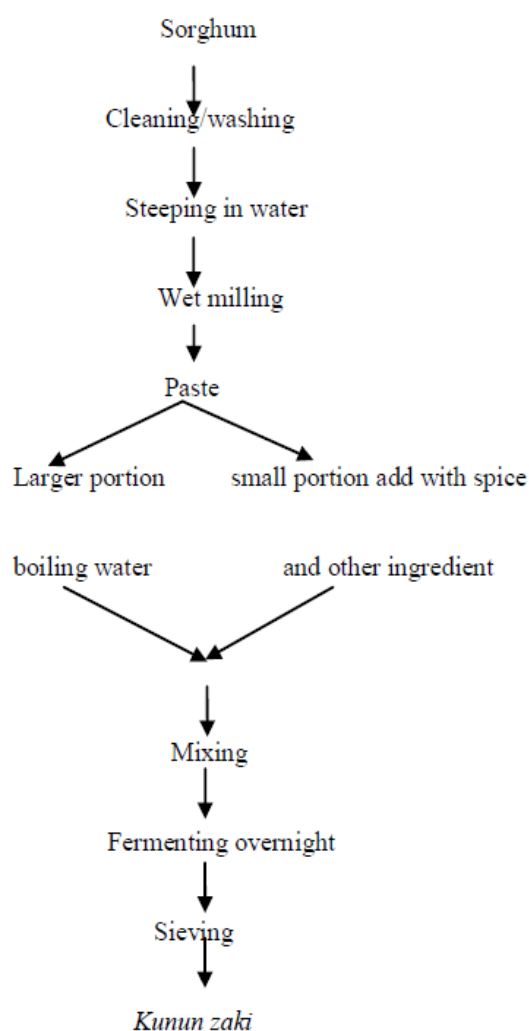 Sorghum
Cleaning/washing
Steeping in water
Wet milling
Paste
Larger portion
small portion add with spice
boiling water
and other ingredient
Mixing
Fermenting overnight
Sieving
Kunun zaki